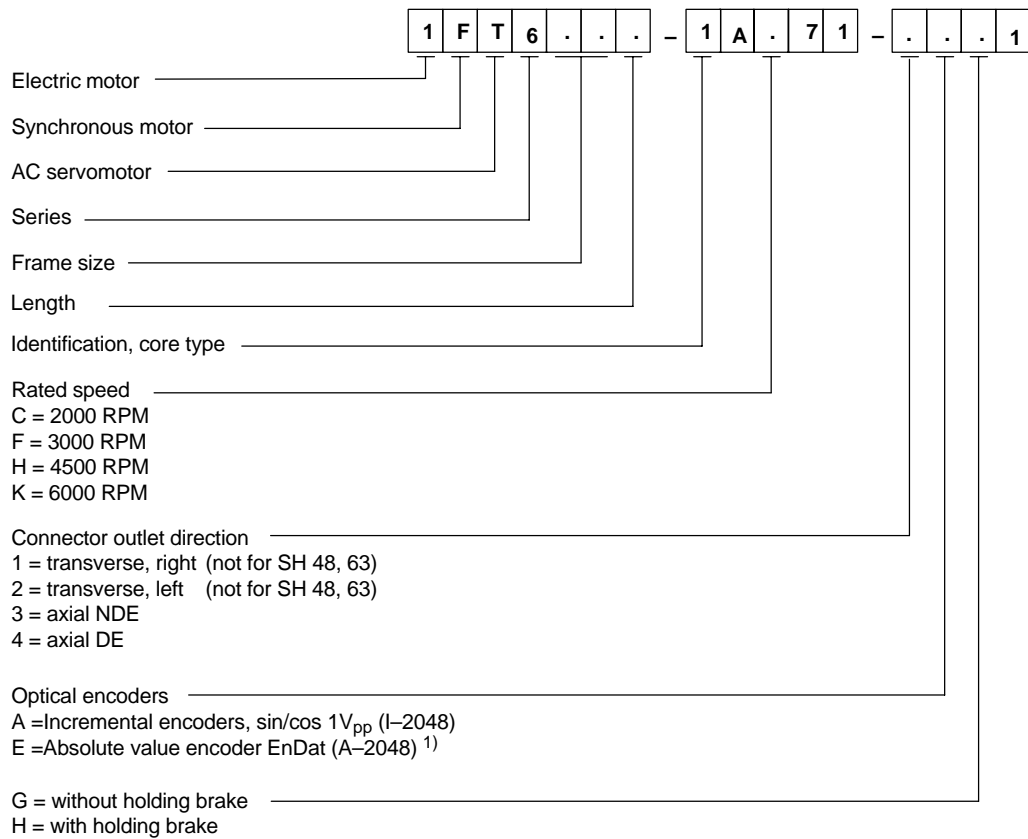 1 F T 6 . . . – 1 A . 7 1 – . . . 1
Electric motor
Synchronous motor
AC servomotor
Series
Frame size
Length
Identification, core type
Rated speed
C = 2000 RPM
F = 3000 RPM
H = 4500 RPM
K = 6000 RPM
Connector outlet direction
1 = transverse, right (not for SH 48, 63)
2 = transverse, left (not for SH 48, 63)
3 = axial NDE
4 = axial DE
Optical encoders
A =Incremental encoders, sin/cos 1Vpp (I–2048)
E =Absolute value encoder EnDat (A–2048) 1)
G = without holding brake
H = with holding brake